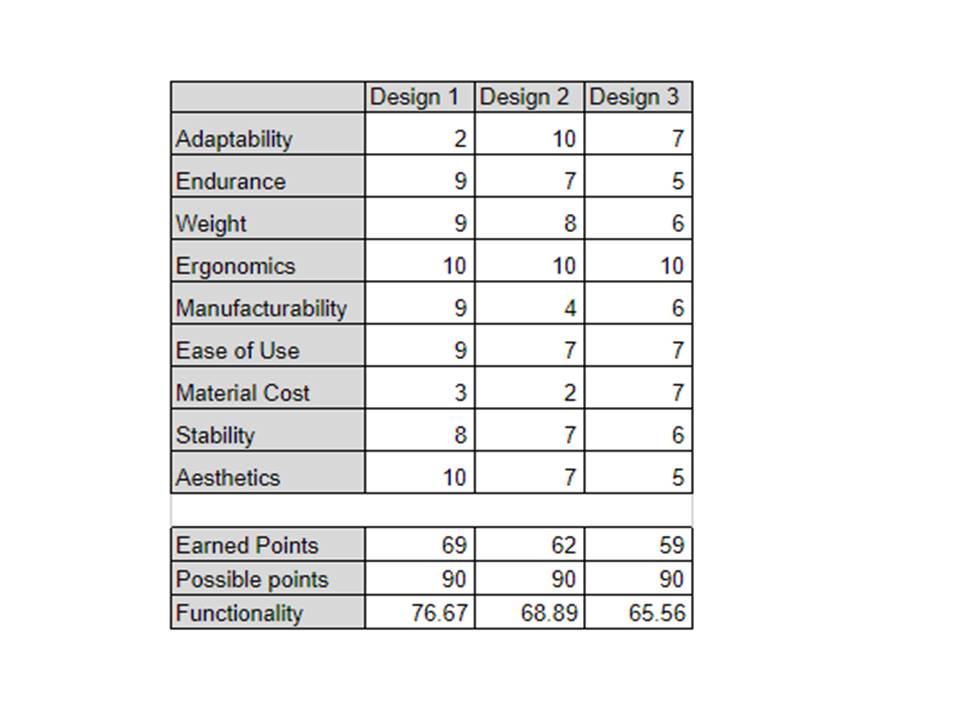 Design 1 Design 2 Design 3
Adaptability 2 10 7
Endurance 9 7 5
Weight 9 8 6
Ergonomics 10 10 10
Manufacturability 9 4 6
Ease of Use 9 7 7
Material Cost 3 2 7
Stability 8 7 6
Aesthetics 10 7 5
Earned Points 69 62 59
Possible points 90 90 90
Functionality 76.67 68.89 65.56